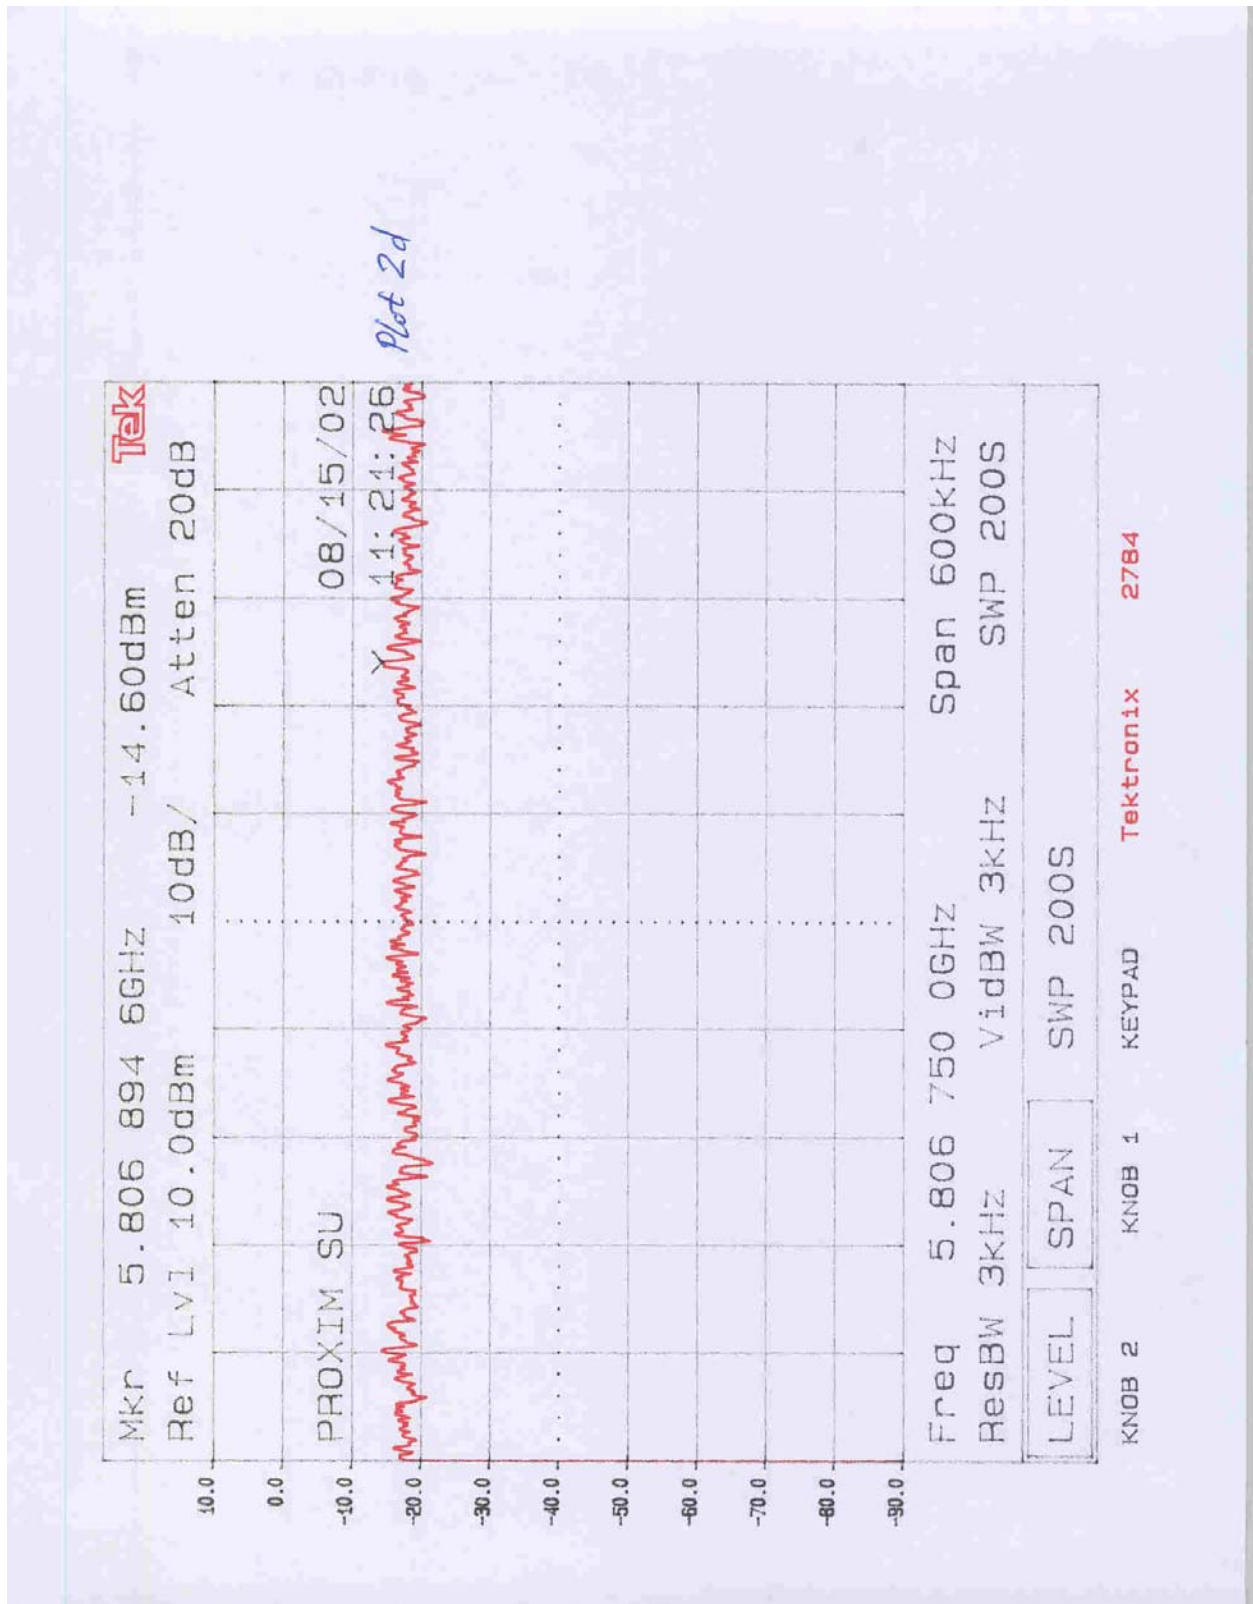 Mkr 5.806 894 6GHz --14.60dBm Tek
Ref Lvl 10.0dBm 10dB/ Atten 20dB
10.0
0.0
PROXIM SU 08/15/02
-10.0
11:21:26
Plot 2d
-20.0
-30.0
-40.0
-50.0
-60.0
-70.0
-80.0
-90.0
Freq 5.806 750 0GHz Span 600kHz
ResBW 3kHz VidBW 3kHz SWP 200S
LEVEL SPAN SWP 200S
KNOB 2 KNOB 1 KEYPAD Tektronix 2784